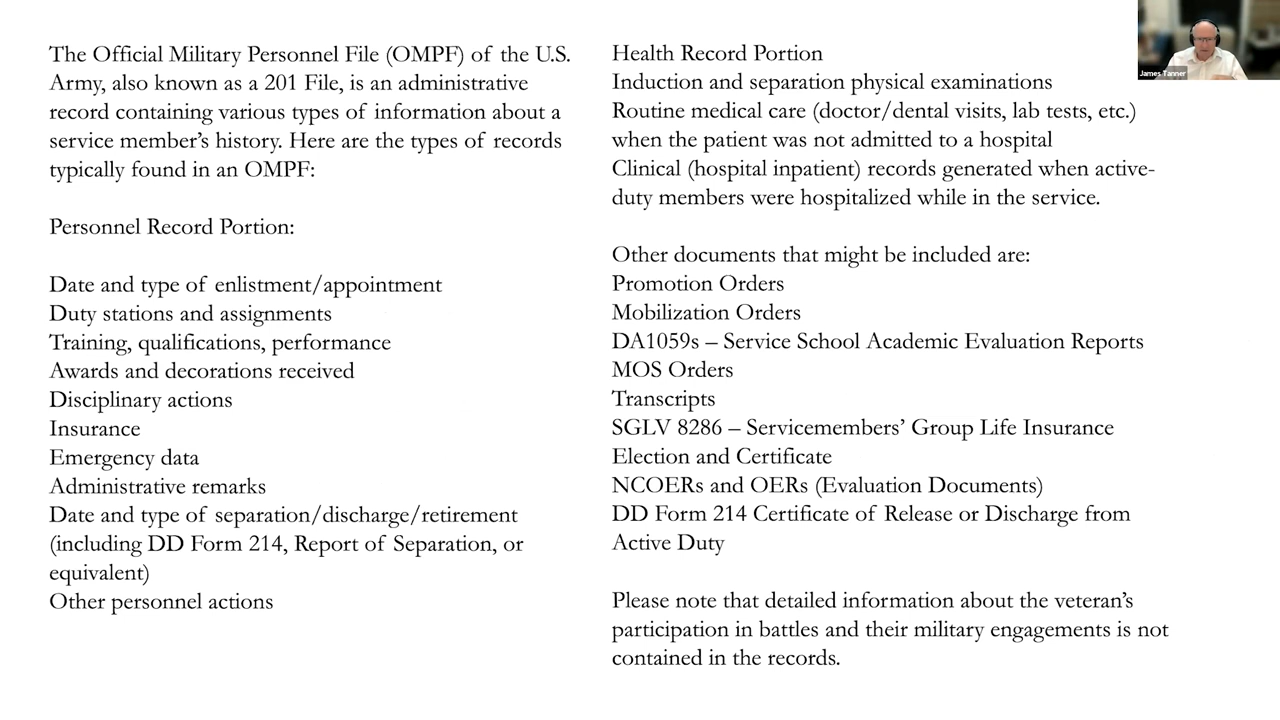 The Official Military Personnel File (OMPF) of the U.S.
Army, also known as a 201 File, is an administrative
record containing various types of information about a
service member's history. Here are the types of records
typically found in an OMPF:
Personnel Record Portion:
Date and type of enlistment/appointment
Duty stations and assignments
Training, qualifications, performance
Awards and decorations received
Disciplinary actions
Insurance
Emergency data
Administrative remarks
Date and type of separation/discharge/retirement
(including DD Form 214, Report of Separation, or
equivalent)
Other personnel actions
Health Record Portion
Induction and separation physical examinations
Routine medical care (doctor/dental visits, lab tests, etc.)
when the patient was not admitted to a hospital
Clinical (hospital inpatient) records generated when active-
duty members were hospitalized while in the service.
Other documents that might be included are:
Promotion Orders
Mobilization Orders
DA1059s – Service School Academic Evaluation Reports
MOS Orders
Transcripts
SGLV 8286 – Servicemembers' Group Life Insurance
Election and Certificate
NCOERs and OERs (Evaluation Documents)
DD Form 214 Certificate of Release or Discharge from
Active Duty
Please note that detailed information about the veteran's
participation in battles and their military engagements is not
contained in the records.
James Tanner